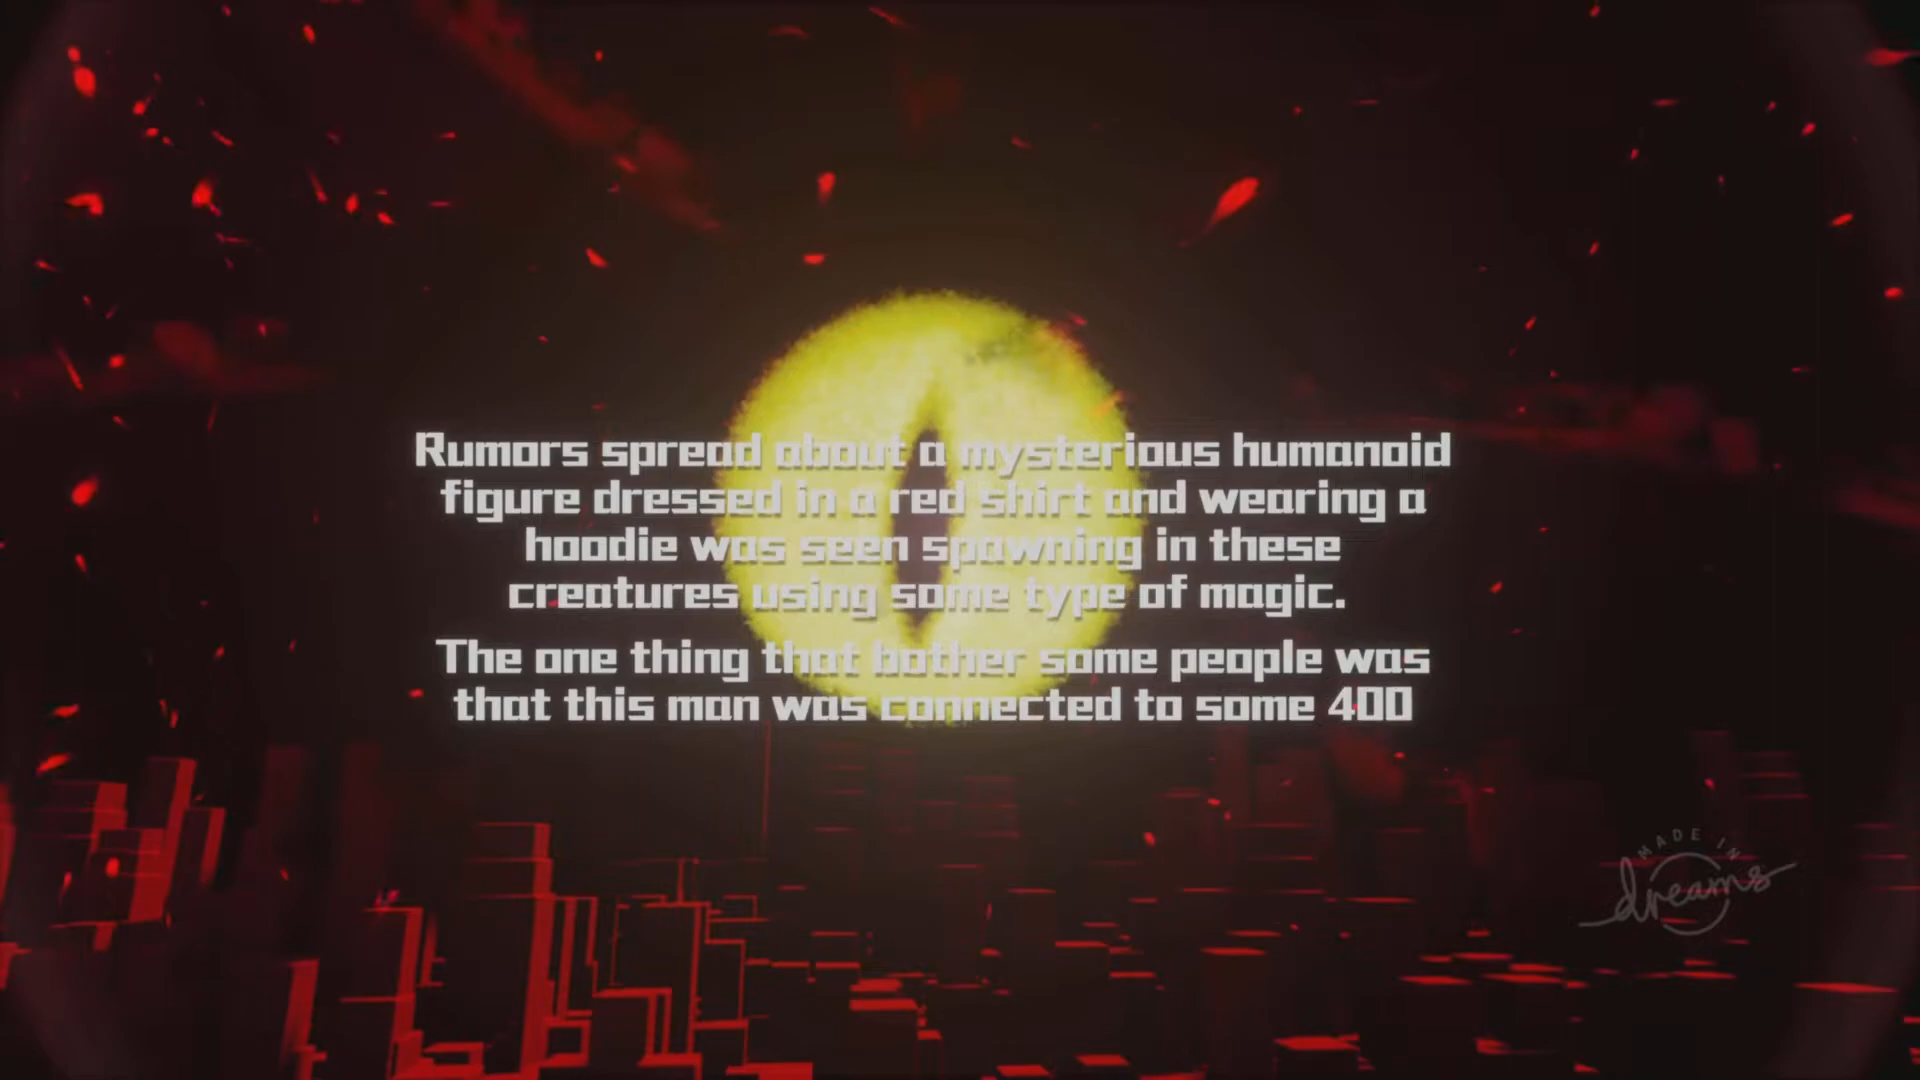 Rumors spread about a mysterious humanoid
figure dressed in a red shirt and wearing a
hoodie was seen spawning in these
creatures using some type of magic.
The one thing that bother some people was
that this man was connected to some 400
MADE IN
dreams